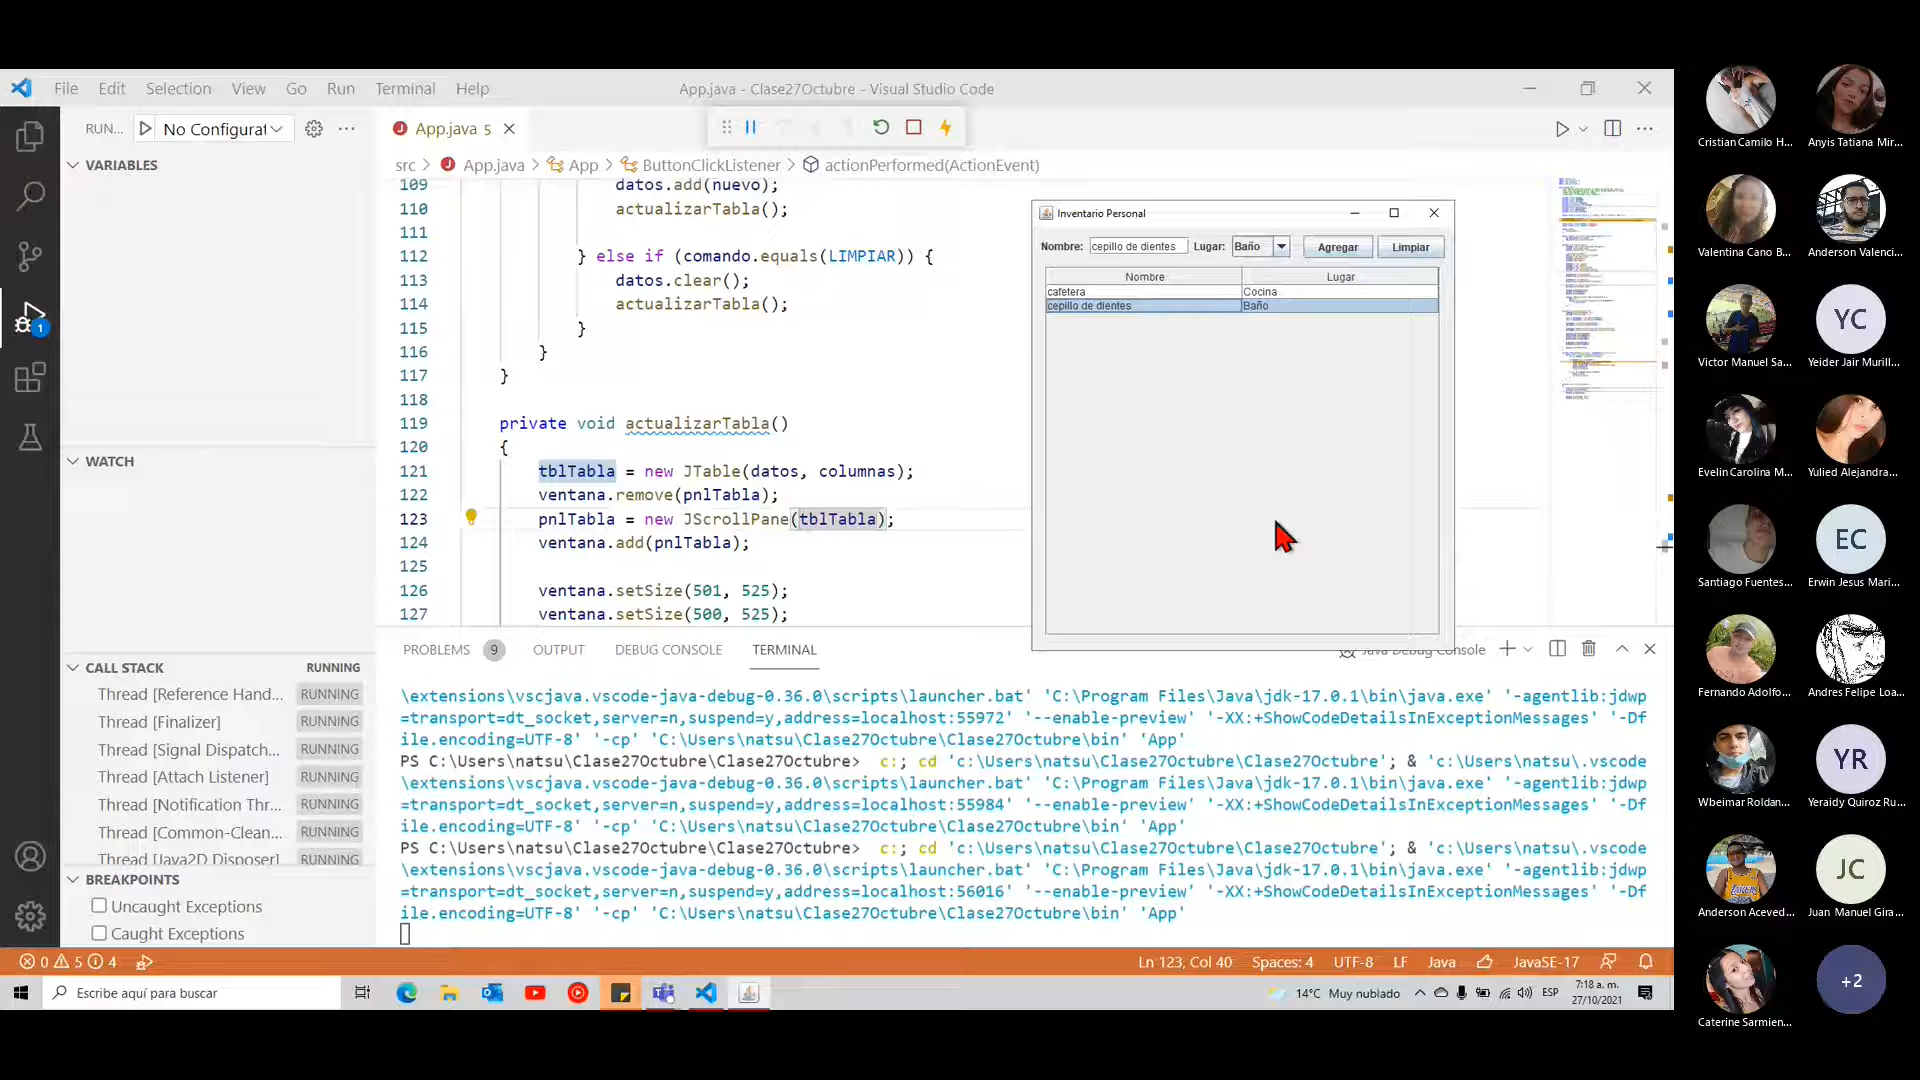 File Edit Selection View Go Run Terminal Help
App.java - Clase27Octubre - Visual Studio Code
RUN... No Configurat
App.java 5
src > App.java > App > ButtonClickListener > actionPerformed(ActionEvent)
VARIABLES
WATCH
CALL STACK RUNNING
Thread [Reference Hand... RUNNING
Thread [Finalizer] RUNNING
Thread [Signal Dispatch... RUNNING
Thread [Attach Listener] RUNNING
Thread [Notification Thr... RUNNING
Thread [Common-Clean... RUNNING
Thread [Java2D Disposer] RUNNING
BREAKPOINTS
Uncaught Exceptions
Caught Exceptions
109 datos.add(nuevo);
110 actualizarTabla();
111
112 } else if (comando.equals(LIMPIAR)) {
113 datos.clear();
114 actualizarTabla();
115 }
116 }
117 }
118
119 private void actualizarTabla()
120 {
121 tblTabla = new JTable(datos, columnas);
122 ventana.remove(pnlTabla);
123 pnlTabla = new JScrollPane(tblTabla);
124 ventana.add(pnlTabla);
125
126 ventana.setSize(501, 525);
127 ventana.setSize(500, 525);
Inventario Personal
Nombre: cepillo de dientes Lugar: Baño Agregar Limpiar
Nombre Lugar
cafetera Cocina
cepillo de dientes Baño
PROBLEMS 9 OUTPUT DEBUG CONSOLE TERMINAL Java Debug Console
\extensions\vscjava.vscode-java-debug-0.36.0\scripts\launcher.bat' 'C:\Program Files\Java\jdk-17.0.1\bin\java.exe' '-agentlib:jdwp
=transport=dt_socket,server=n,suspend=y,address=localhost:55972' '--enable-preview' '-XX:+ShowCodeDetailsInExceptionMessages' '-Df
ile.encoding=UTF-8' '-cp' 'C:\Users\natsu\Clase27Octubre\Clase27Octubre\bin' 'App'
PS C:\Users\natsu\Clase27Octubre\Clase27Octubre> c:; cd 'c:\Users\natsu\Clase27Octubre\Clase27Octubre'; & 'c:\Users\natsu\.vscode
\extensions\vscjava.vscode-java-debug-0.36.0\scripts\launcher.bat' 'C:\Program Files\Java\jdk-17.0.1\bin\java.exe' '-agentlib:jdwp
=transport=dt_socket,server=n,suspend=y,address=localhost:55984' '--enable-preview' '-XX:+ShowCodeDetailsInExceptionMessages' '-Df
ile.encoding=UTF-8' '-cp' 'C:\Users\natsu\Clase27Octubre\Clase27Octubre\bin' 'App'
PS C:\Users\natsu\Clase27Octubre\Clase27Octubre> c:; cd 'c:\Users\natsu\Clase27Octubre\Clase27Octubre'; & 'c:\Users\natsu\.vscode
\extensions\vscjava.vscode-java-debug-0.36.0\scripts\launcher.bat' 'C:\Program Files\Java\jdk-17.0.1\bin\java.exe' '-agentlib:jdwp
=transport=dt_socket,server=n,suspend=y,address=localhost:56016' '--enable-preview' '-XX:+ShowCodeDetailsInExceptionMessages' '-Df
ile.encoding=UTF-8' '-cp' 'C:\Users\natsu\Clase27Octubre\Clase27Octubre\bin' 'App'
1
0 5 4
Ln 123, Col 40 Spaces: 4 UTF-8 LF Java JavaSE-17
Escribe aquí para buscar
14°C Muy nublado ESP
7:18 a. m.
27/10/2021
Cristian Camilo H... Anyis Tatiana Mir...
Valentina Cano B... Anderson Valenci...
YC
Victor Manuel Sa... Yeider Jair Murill...
Evelin Carolina M... Yulied Alejandra...
EC
Santiago Fuentes... Erwin Jesus Mari...
Fernando Adolfo... Andres Felipe Loa...
YR
Wbeimar Roldan... Yeraidy Quiroz Ru...
JC
Anderson Aceved... Juan Manuel Gira...
+2
Caterine Sarmien...